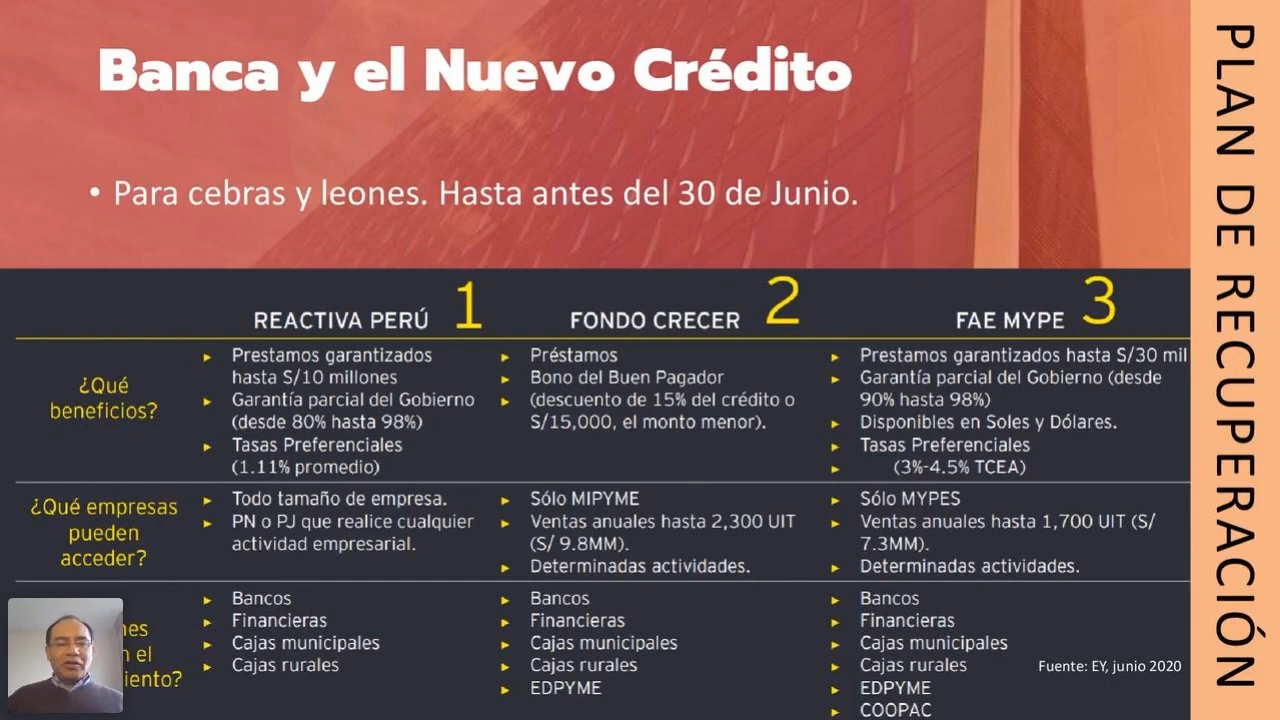 Banca y el Nuevo Crédito
• Para cebras y leones. Hasta antes del 30 de Junio.
PLAN DE RECUPERACIÓN
REACTIVA PERÚ 1
FONDO CRECER 2
FAE MYPE 3
¿Qué
beneficios?
Prestamos garantizados
hasta S/10 millones
Garantía parcial del Gobierno
(desde 80% hasta 98%)
Tasas Preferenciales
(1.11% promedio)
Préstamos
Bono del Buen Pagador
(descuento de 15% del crédito o
S/15,000, el monto menor).
Prestamos garantizados hasta S/30 mil
Garantía parcial del Gobierno (desde
90% hasta 98%)
Disponibles en Soles y Dólares.
Tasas Preferenciales
(3%-4.5% TCEA)
¿Qué empresas
pueden
acceder?
Todo tamaño de empresa.
PN o PJ que realice cualquier
actividad empresarial.
Sólo MIPYME
Ventas anuales hasta 2,300 UIT
(S/ 9.8MM).
Determinadas actividades.
Sólo MYPES
Ventas anuales hasta 1,700 UIT (S/
7.3MM).
Determinadas actividades.
nes
n el
iento?
Bancos
Financieras
Cajas municipales
Cajas rurales
Bancos
Financieras
Cajas municipales
Cajas rurales
EDPYME
Bancos
Financieras
Cajas municipales
Cajas rurales
EDPYME
COOPAC
Fuente: EY, junio 2020